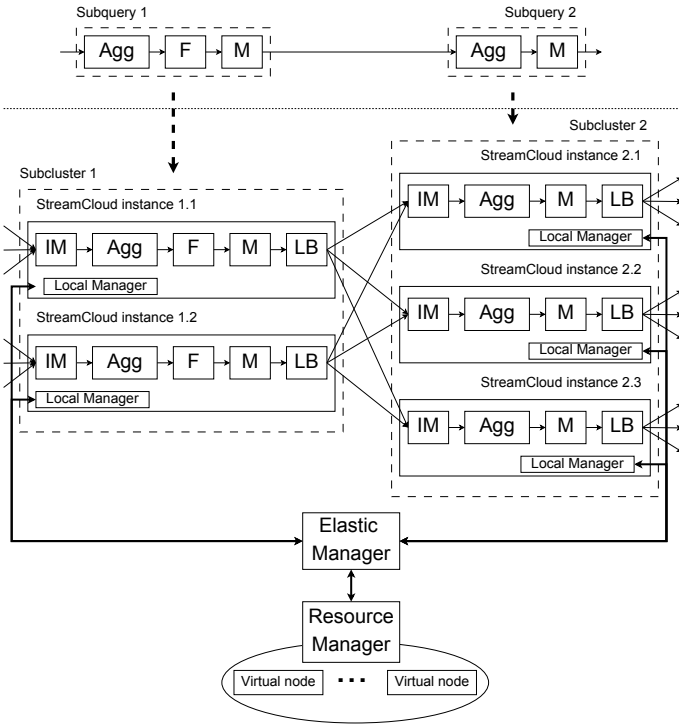 Subquery 1
Subquery 2
Agg F M
Agg M
Subcluster 2
Subcluster 1
StreamCloud instance 1.1
IM Agg F M LB
Local Manager
StreamCloud instance 1.2
IM Agg F M LB
Local Manager
StreamCloud instance 2.1
IM Agg M LB
Local Manager
StreamCloud instance 2.2
IM Agg M LB
Local Manager
StreamCloud instance 2.3
IM Agg M LB
Local Manager
Elastic
Manager
Resource
Manager
Virtual node ... Virtual node